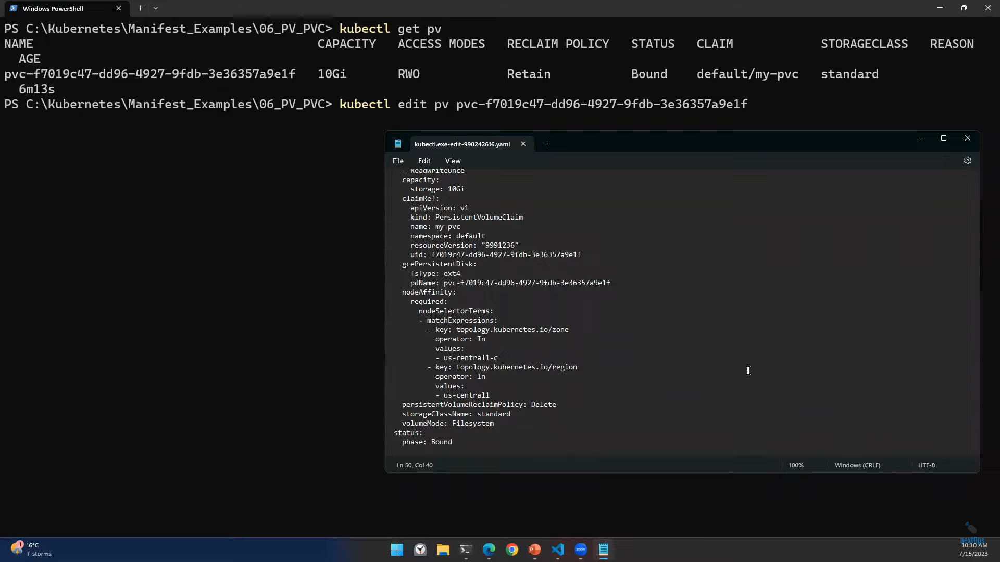 Windows PowerShell
PS C:\Kubernetes\Manifest_Examples\06_PV_PVC> kubectl get pv
NAME CAPACITY ACCESS MODES RECLAIM POLICY STATUS CLAIM STORAGECLASS REASON
AGE
pvc-f7019c47-dd96-4927-9fdb-3e36357a9e1f 10Gi RWO Retain Bound default/my-pvc standard
6m13s
PS C:\Kubernetes\Manifest_Examples\06_PV_PVC> kubectl edit pv pvc-f7019c47-dd96-4927-9fdb-3e36357a9e1f
kubectl.exe-edit-990242616.yaml
File Edit View
- ReadWriteOnce
capacity:
storage: 10Gi
claimRef:
apiVersion: v1
kind: PersistentVolumeClaim
name: my-pvc
namespace: default
resourceVersion: "9991236"
uid: f7019c47-dd96-4927-9fdb-3e36357a9e1f
gcePersistentDisk:
fsType: ext4
pdName: pvc-f7019c47-dd96-4927-9fdb-3e36357a9e1f
nodeAffinity:
required:
nodeSelectorTerms:
- matchExpressions:
- key: topology.kubernetes.io/zone
operator: In
values:
- us-central1-c
- key: topology.kubernetes.io/region
operator: In
values:
- us-central1
persistentVolumeReclaimPolicy: Delete
storageClassName: standard
volumeMode: Filesystem
status:
phase: Bound
Ln 50, Col 40 100% Windows (CRLF) UTF-8
nextOps
1
16°C
T-storms
zoom
10:10 AM
7/15/2023